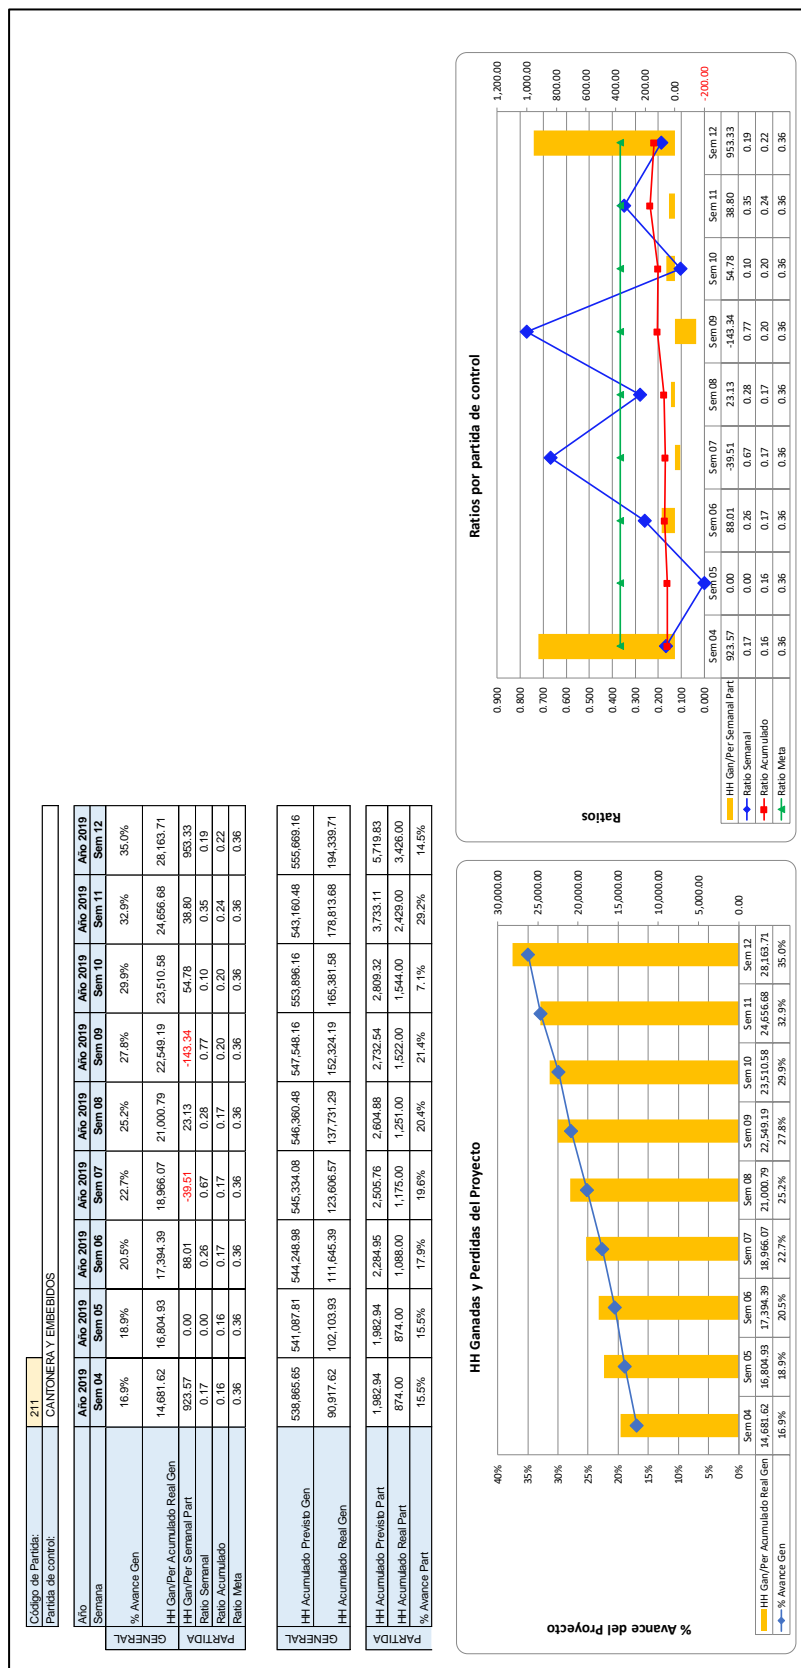 Código de Partida: 211
Partida de control: CANTONERA Y EMBEBIDOS
Año Año 2019 Año 2019 Año 2019 Año 2019 Año 2019 Año 2019 Año 2019 Año 2019 Año 2019
Semana Sem 04 Sem 05 Sem 06 Sem 07 Sem 08 Sem 09 Sem 10 Sem 11 Sem 12
GENERAL
% Avance Gen 16.9% 18.9% 20.5% 22.7% 25.2% 27.8% 29.9% 32.9% 35.0%
HH Gan/Per Acumulado Real Gen 14,681.62 16,804.93 17,394.39 18,966.07 21,000.79 22,549.19 23,510.58 24,656.68 28,163.71
PARTIDA
HH Gan/Per Semanal Part 923.57 0.00 88.01 -39.51 23.13 -143.34 54.78 38.80 953.33
Ratio Semanal 0.17 0.00 0.26 0.67 0.28 0.77 0.10 0.35 0.19
Ratio Acumulado 0.16 0.16 0.17 0.17 0.17 0.20 0.20 0.24 0.22
Ratio Meta 0.36 0.36 0.36 0.36 0.36 0.36 0.36 0.36 0.36
GENERAL
HH Acumulado Previsto Gen 538,865.65 541,087.81 544,248.98 545,334.08 546,360.48 547,548.16 553,896.16 543,160.48 555,669.16
HH Acumulado Real Gen 90,917.62 102,103.93 111,645.39 123,606.57 137,731.29 152,324.19 165,381.58 178,813.68 194,339.71
PARTIDA
HH Acumulado Previsto Part 1,982.94 1,982.94 2,284.95 2,505.76 2,604.88 2,732.54 2,809.32 3,733.11 5,719.83
HH Acumulado Real Part 874.00 874.00 1,088.00 1,175.00 1,251.00 1,522.00 1,544.00 2,429.00 3,426.00
% Avance Part 15.5% 15.5% 17.9% 19.6% 20.4% 21.4% 7.1% 29.2% 14.5%
HH Ganadas y Perdidas del Proyecto
% Avance del Proyecto
40%
35%
30%
25%
20%
15%
10%
5%
0%
30,000.00
25,000.00
20,000.00
15,000.00
10,000.00
5,000.00
0.00
Sem 04 Sem 05 Sem 06 Sem 07 Sem 08 Sem 09 Sem 10 Sem 11 Sem 12
HH Gan/Per Acumulado Real Gen 14,681.62 16,804.93 17,394.39 18,966.07 21,000.79 22,549.19 23,510.58 24,656.68 28,163.71
% Avance Gen 16.9% 18.9% 20.5% 22.7% 25.2% 27.8% 29.9% 32.9% 35.0%
Ratios por partida de control
Ratios
0.900
0.800
0.700
0.600
0.500
0.400
0.300
0.200
0.100
0.000
1,200.00
1,000.00
800.00
600.00
400.00
200.00
0.00
-200.00
Sem 04 Sem 05 Sem 06 Sem 07 Sem 08 Sem 09 Sem 10 Sem 11 Sem 12
HH Gan/Per Semanal Part 923.57 0.00 88.01 -39.51 23.13 -143.34 54.78 38.80 953.33
Ratio Semanal 0.17 0.00 0.26 0.67 0.28 0.77 0.10 0.35 0.19
Ratio Acumulado 0.16 0.16 0.17 0.17 0.17 0.20 0.20 0.24 0.22
Ratio Meta 0.36 0.36 0.36 0.36 0.36 0.36 0.36 0.36 0.36